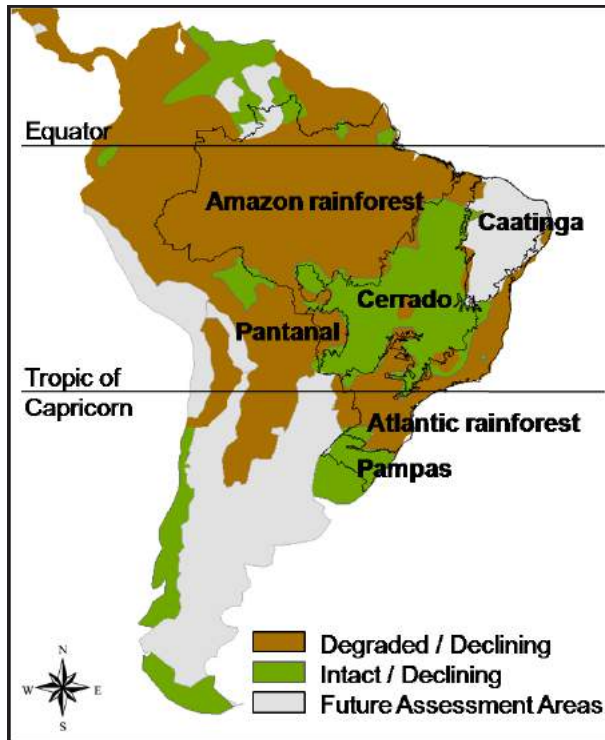 Equator
Amazon rainforest
Caatinga
Cerrado
Pantanal
Tropic of
Capricorn
Atlantic rainforest
Pampas
Degraded / Declining
Intact / Declining
Future Assessment Areas
N
W E
S